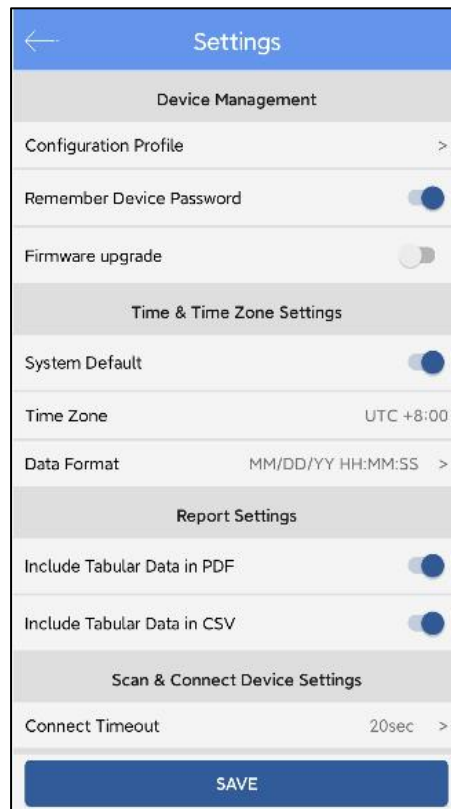 Settings
Device Management
Configuration Profile >
Remember Device Password
Firmware upgrade
Time & Time Zone Settings
System Default
Time Zone UTC +8:00
Data Format MM/DD/YY HH:MM:SS >
Report Settings
Include Tabular Data in PDF
Include Tabular Data in CSV
Scan & Connect Device Settings
Connect Timeout 20sec >
SAVE